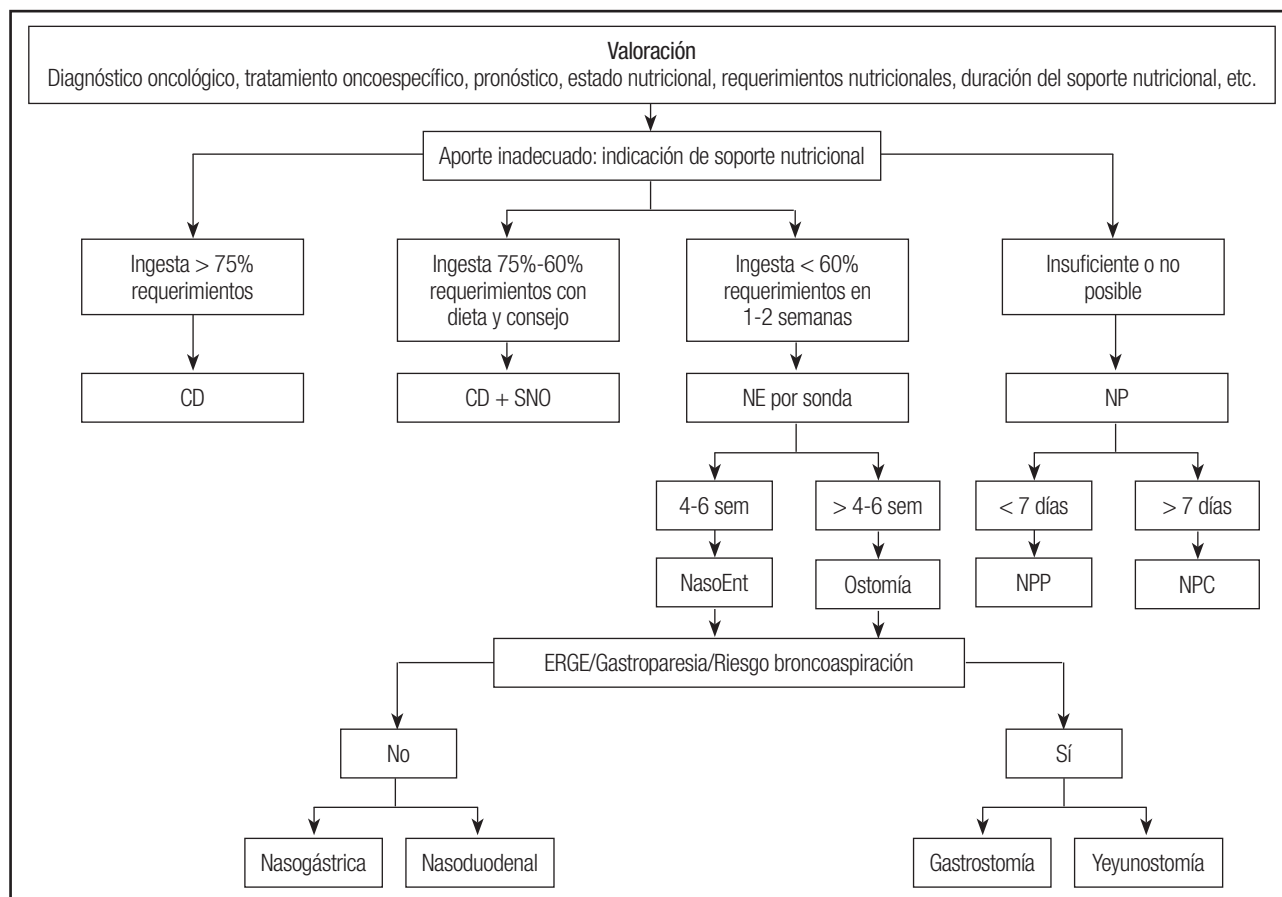 Valoración
Diagnóstico oncológico, tratamiento oncoespecífico, pronóstico, estado nutricional, requerimientos nutricionales, duración del soporte nutricional, etc.
Aporte inadecuado: indicación de soporte nutricional
Ingesta > 75%
requerimientos
Ingesta 75%-60%
requerimientos con
dieta y consejo
Ingesta < 60%
requerimientos en
1-2 semanas
Insuficiente o no
posible
CD
CD + SNO
NE por sonda
NP
4-6 sem
> 4-6 sem
< 7 días
> 7 días
NasoEnt
Ostomía
NPP
NPC
ERGE/Gastroparesia/Riesgo broncoaspiración
No
Sí
Nasogástrica
Nasoduodenal
Gastrostomía
Yeyunostomía